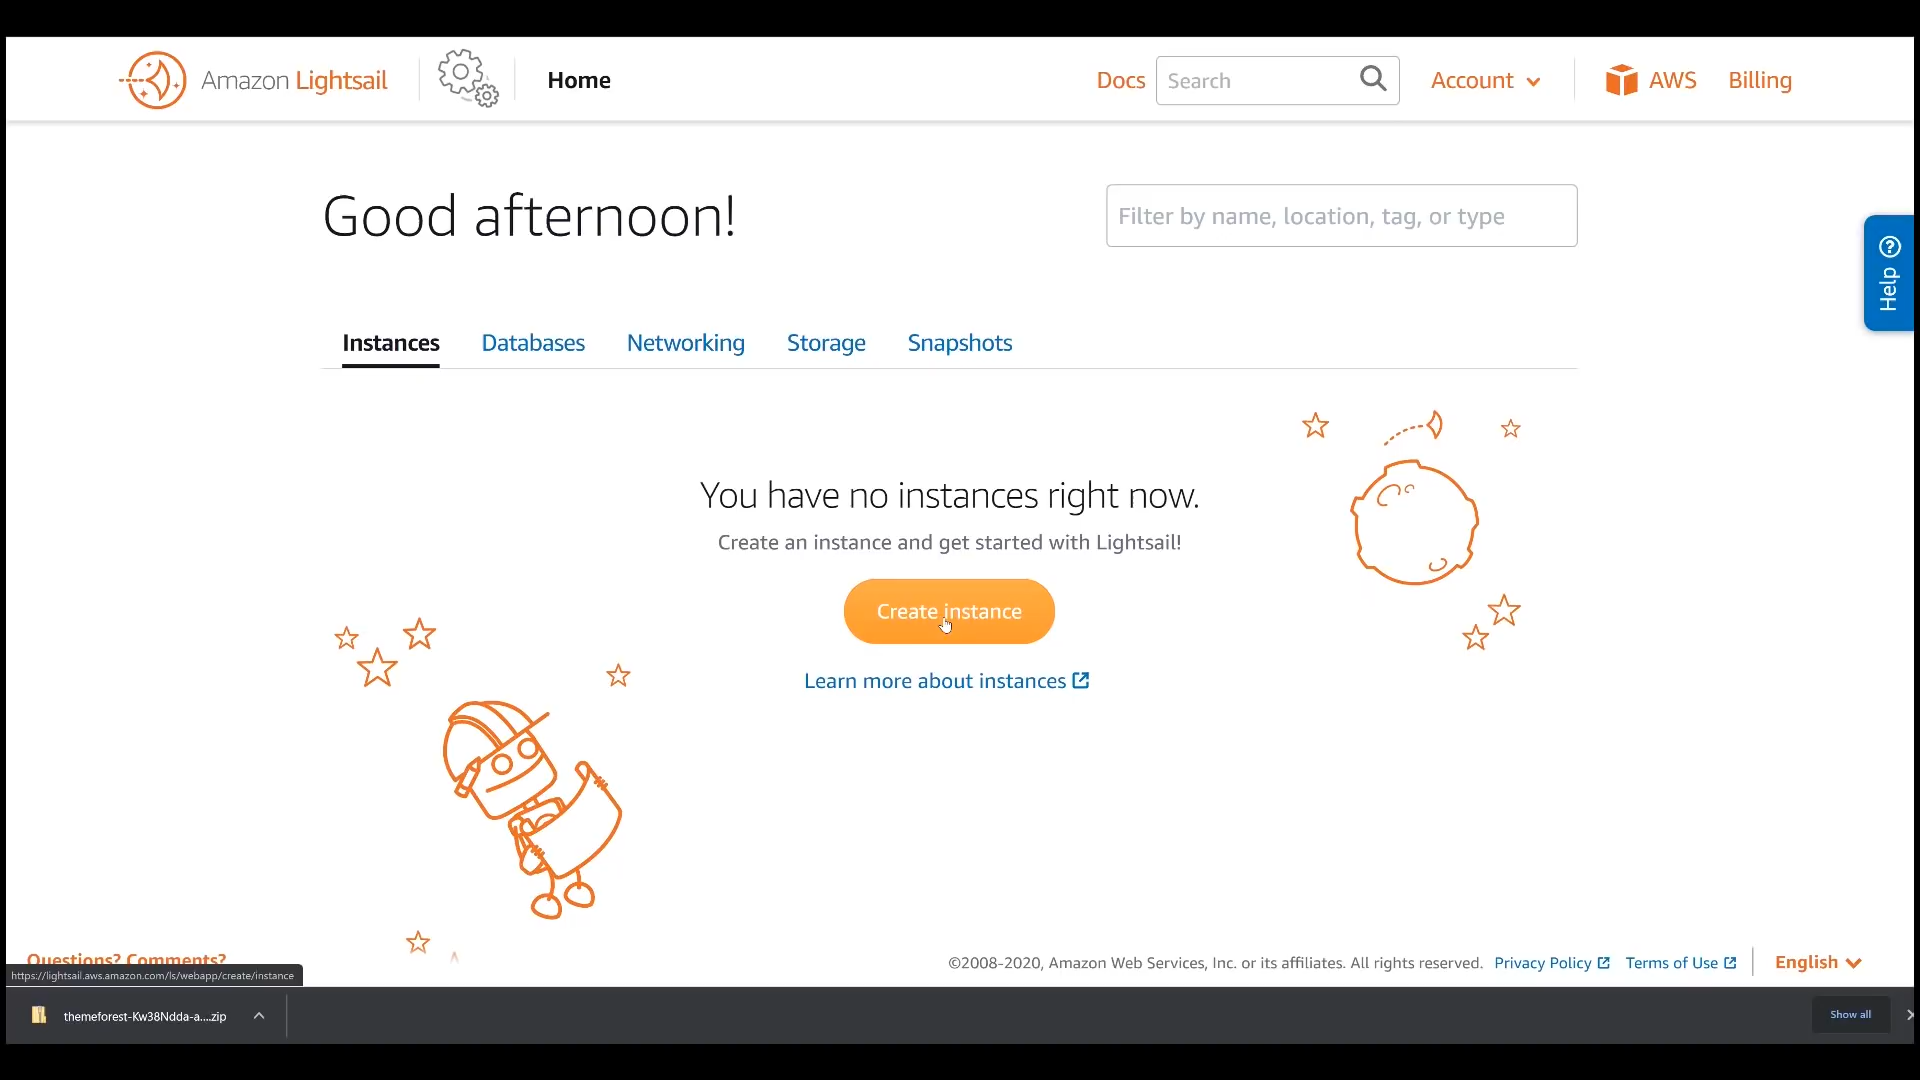 Amazon Lightsail
Home
Docs
Search
Account
AWS
Billing
Good afternoon!
Filter by name, location, tag, or type
Help
Instances
Databases
Networking
Storage
Snapshots
You have no instances right now.
Create an instance and get started with Lightsail!
Create instance
Learn more about instances
Questions? Comments?
https://lightsail.aws.amazon.com/ls/webapp/create/instance
©2008-2020, Amazon Web Services, Inc. or its affiliates. All rights reserved.
Privacy Policy
Terms of Use
English
themeforest-Kw38Ndda-a....zip
Show all